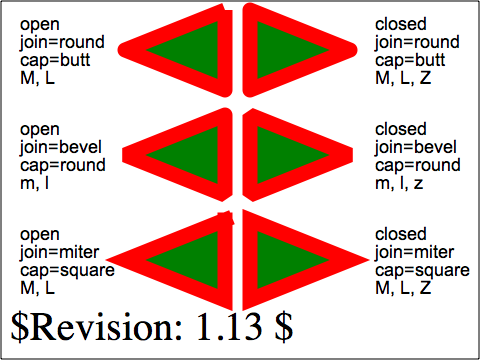 open
join=round
cap=butt
M, L
closed
join=round
cap=butt
M, L, Z
open
join=bevel
cap=round
m, l
closed
join=bevel
cap=round
m, l, z
open
join=miter
cap=square
M, L
closed
join=miter
cap=square
M, L, Z
$Revision: 1.13 $